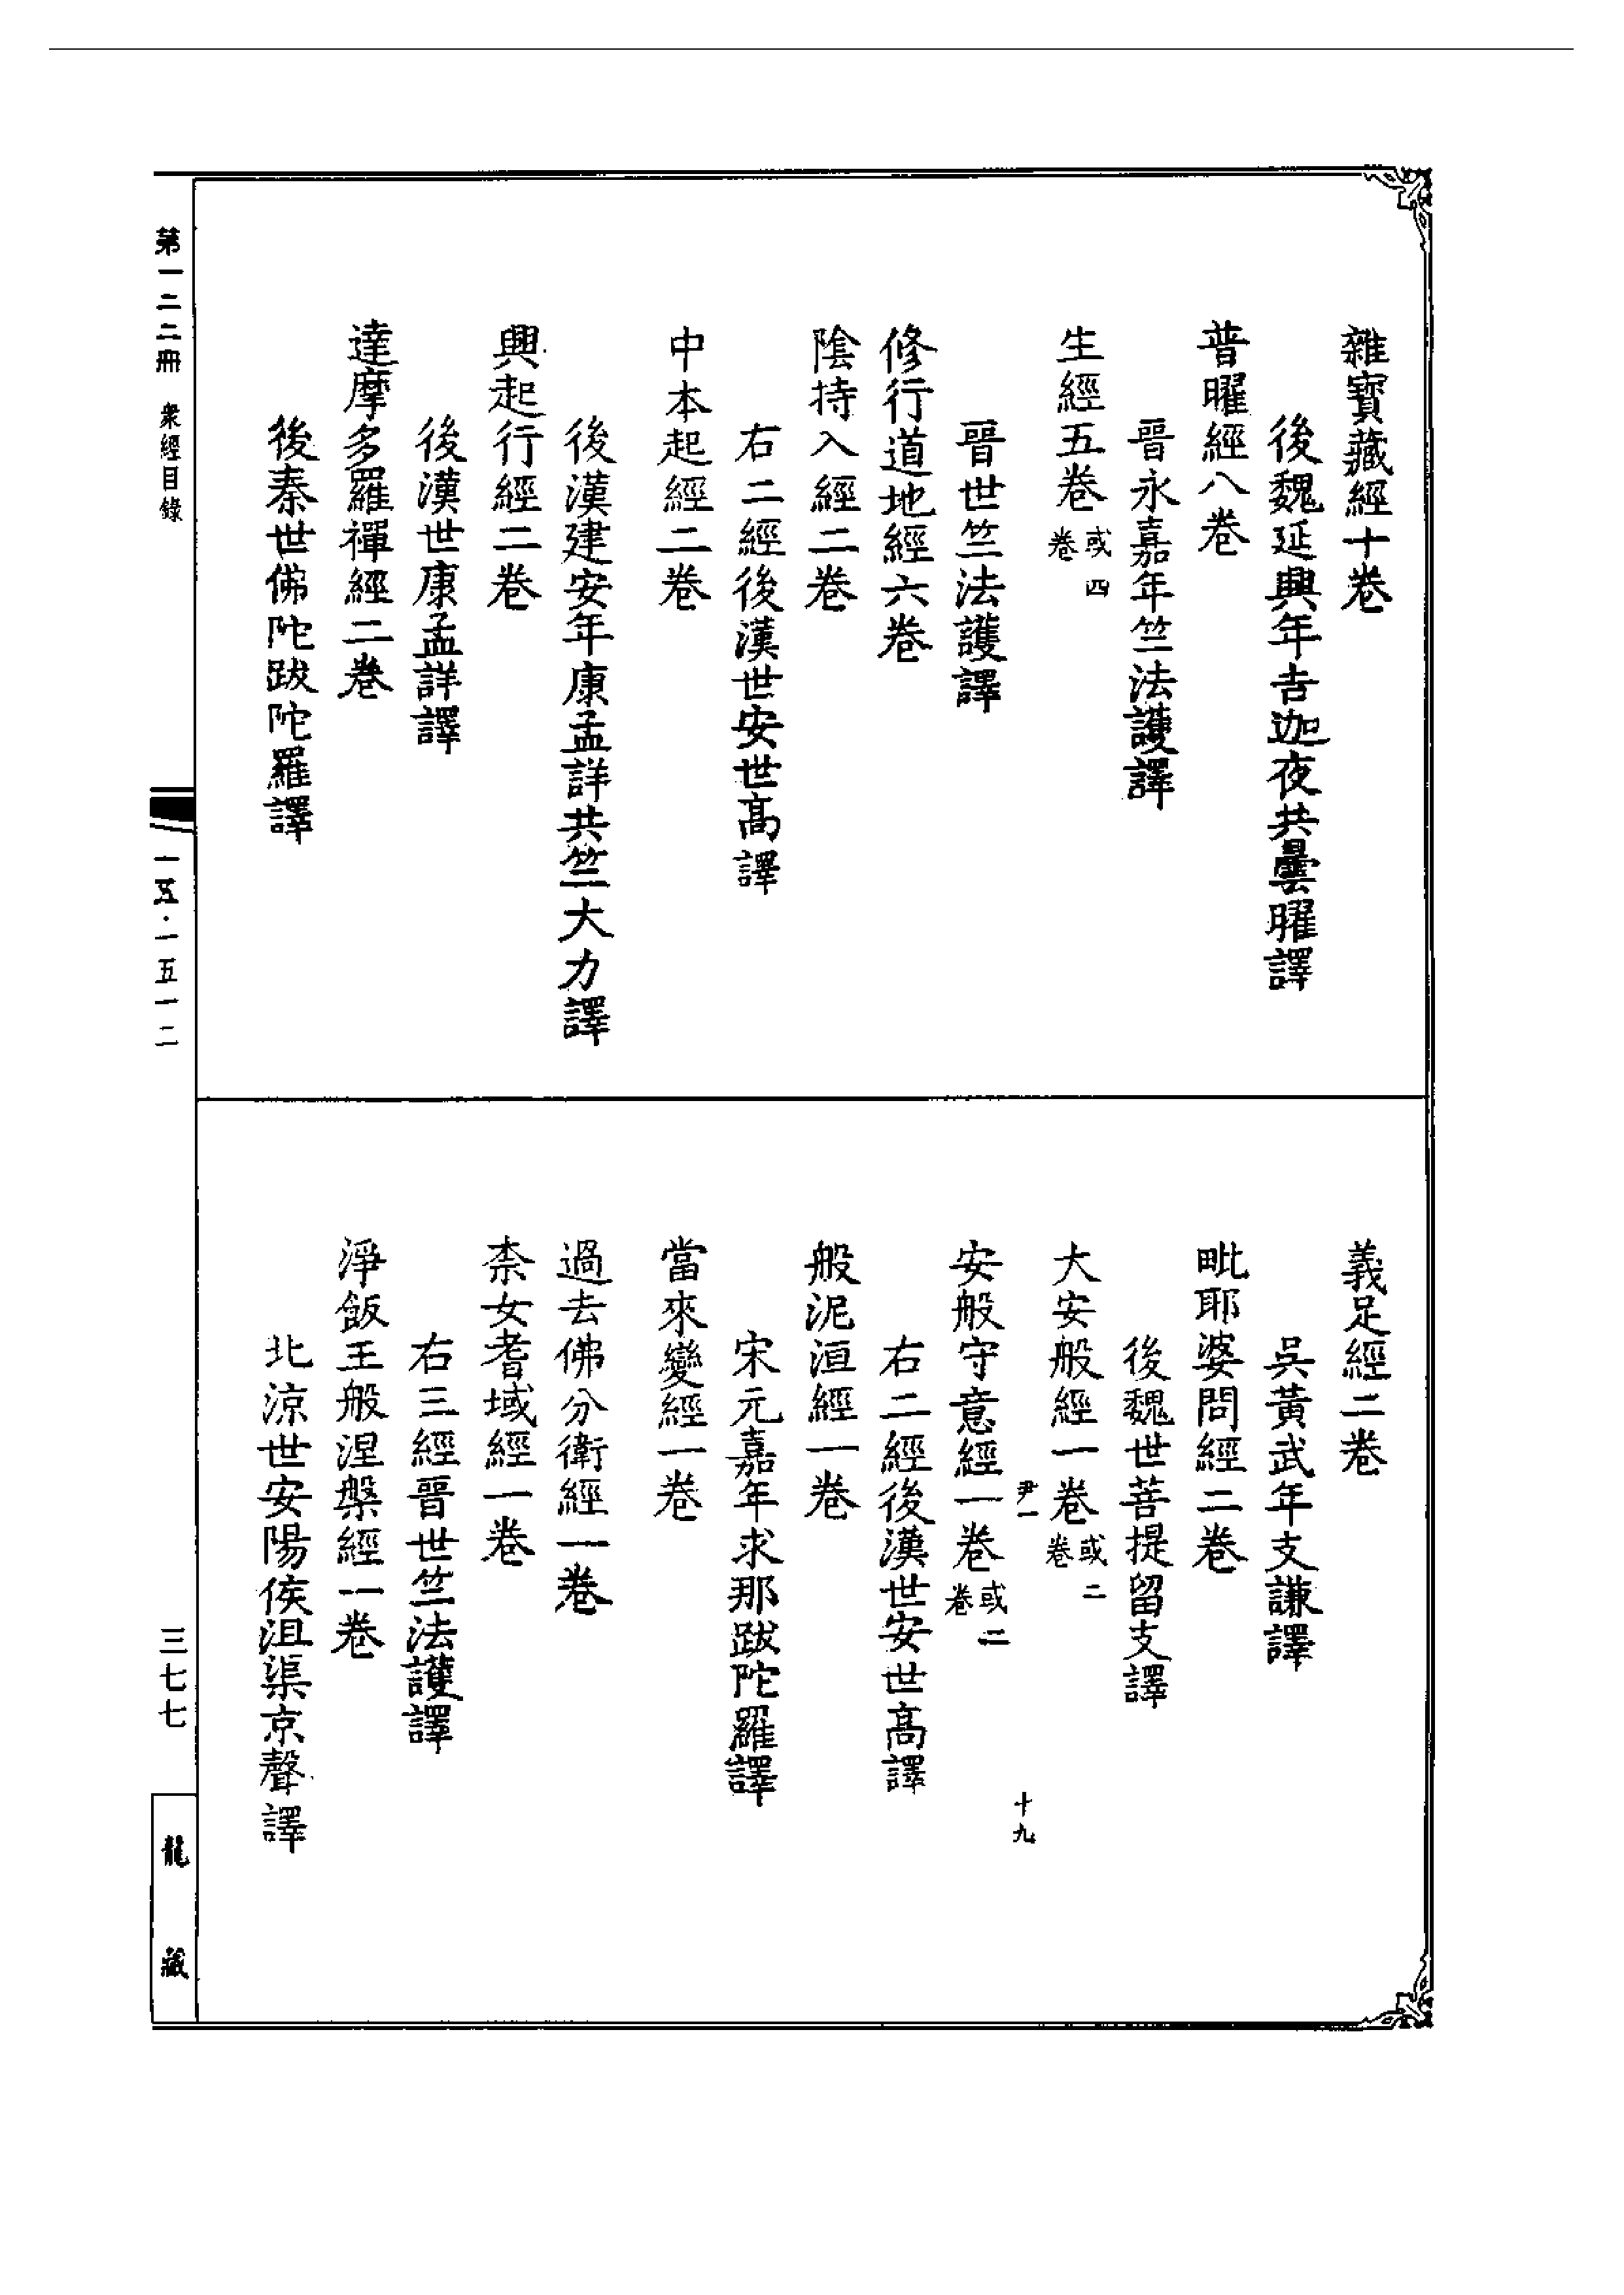 雜寶藏經十卷
後魏延興年吉迦夜共曇曜譯
普曜經八卷
晉永嘉年竺法護譯
生經五卷或四卷
晉世竺法護譯
修行道地經六卷
陰持入經二卷
右二經後漢世安世高譯
中本起經二卷
後漢建安年康孟詳共竺大力譯
興起行經二卷
後漢世康孟詳譯
達摩多羅禪經二卷
後秦世佛陀跋陀羅譯
義足經二卷
吳黃武年支謙譯
毗耶婆問經二卷
後魏世菩提留支譯
大安般經一卷或二卷
尹一 十九
安般守意經一卷或二卷
右二經後漢世安世高譯
般泥洹經一卷
宋元嘉年求那跋陀羅譯
當來變經一卷
過去佛分衛經一卷
柰女耆域經一卷
右三經晉世竺法護譯
淨飯王般涅槃經一卷
北涼世安陽侯沮渠京聲譯
第一二二冊 衆經目錄
一五·一五一二
三七七
龍藏